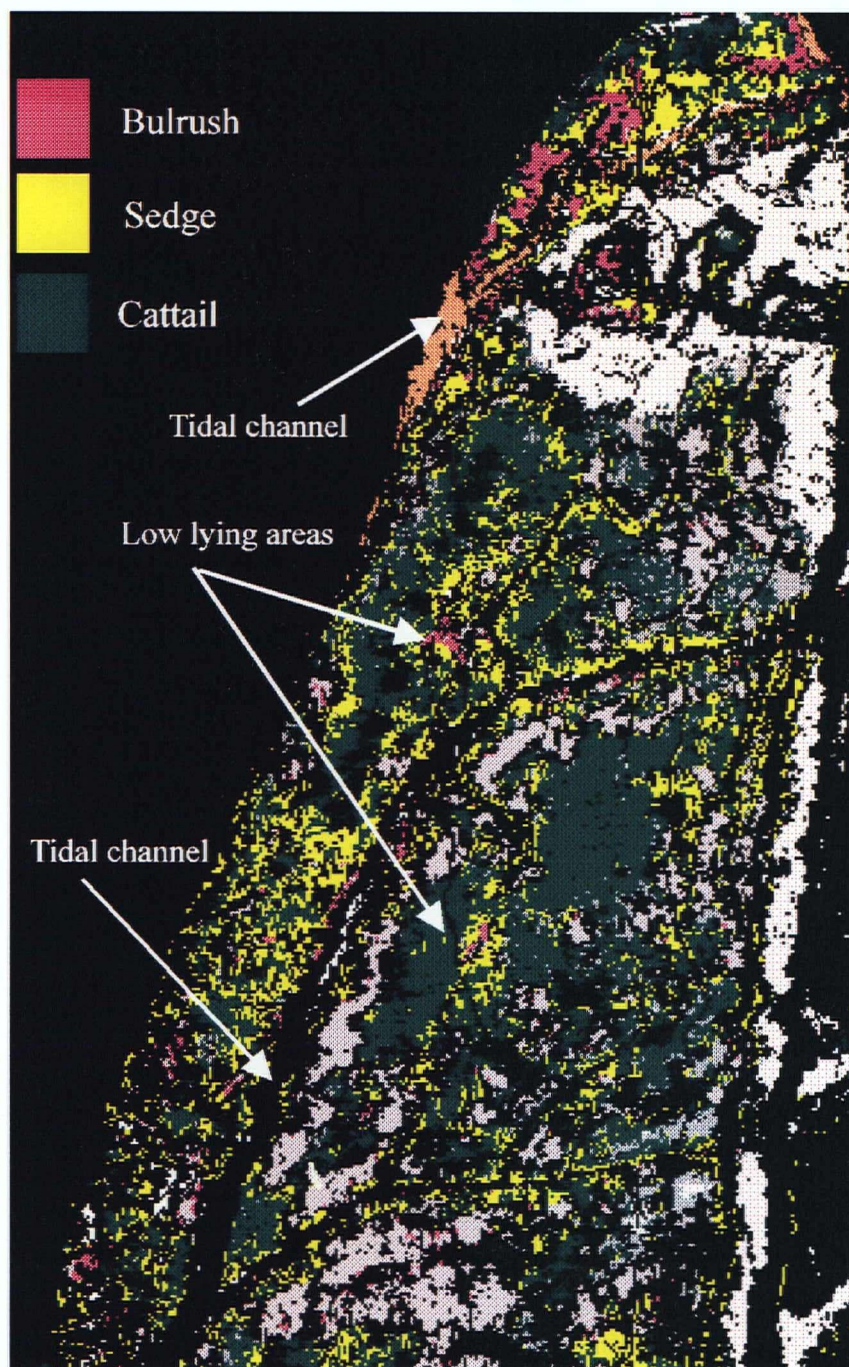 Bulrush
Sedge
Cattail
Tidal channel
Low lying areas
Tidal channel